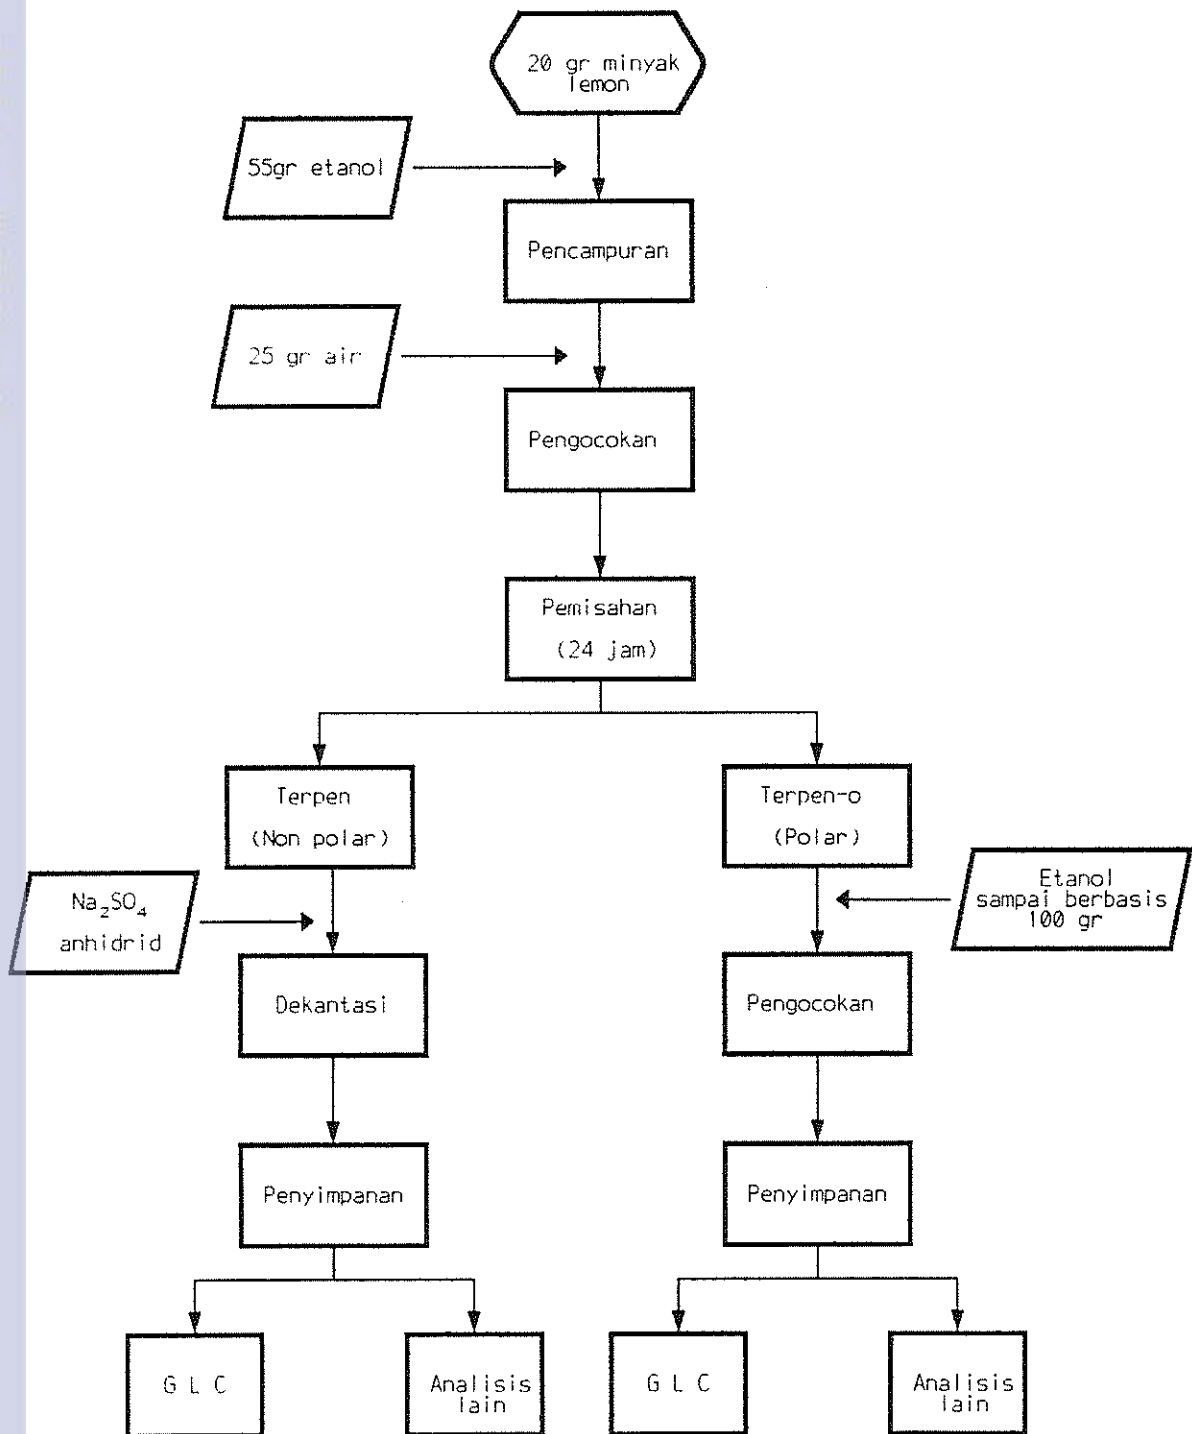 20 gr minyak
lemon
55gr etanol
Pencampuran
25 gr air
Pengocokan
Pemisahan
(24 jam)
Terpen
(Non polar)
Terpen-o
(Polar)
Na₂SO₄
anhidrid
Etanol
sampai berbasis
100 gr
Dekantasi
Pengocokan
Penyimpanan
Penyimpanan
G L C
Analisis
lain
G L C
Analisis
lain